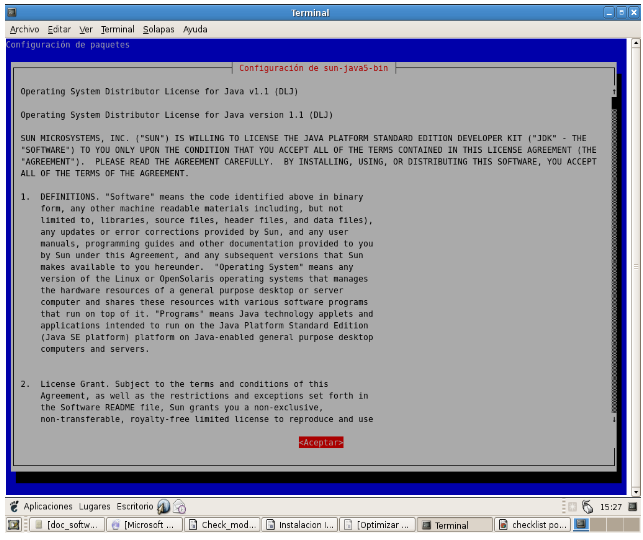 Terminal
Archivo Editar Ver Terminal Solapas Ayuda
Configuración de paquetes
Configuración de sun-java5-bin
Operating System Distributor License for Java v1.1 (DLJ)
Operating System Distributor License for Java version 1.1 (DLJ)
SUN MICROSYSTEMS, INC. ("SUN") IS WILLING TO LICENSE THE JAVA PLATFORM STANDARD EDITION DEVELOPER KIT ("JDK" - THE
"SOFTWARE") TO YOU ONLY UPON THE CONDITION THAT YOU ACCEPT ALL OF THE TERMS CONTAINED IN THIS LICENSE AGREEMENT (THE
"AGREEMENT").  PLEASE READ THE AGREEMENT CAREFULLY.  BY INSTALLING, USING, OR DISTRIBUTING THIS SOFTWARE, YOU ACCEPT
ALL OF THE TERMS OF THE AGREEMENT.
1.  DEFINITIONS. "Software" means the code identified above in binary
form, any other machine readable materials including, but not
limited to, libraries, source files, header files, and data files),
any updates or error corrections provided by Sun, and any user
manuals, programming guides and other documentation provided to you
by Sun under this Agreement, and any subsequent versions that Sun
makes available to you hereunder.  "Operating System" means any
version of the Linux or OpenSolaris operating systems that manages
the hardware resources of a general purpose desktop or server
computer and shares these resources with various software programs
that run on top of it. "Programs" means Java technology applets and
applications intended to run on the Java Platform Standard Edition
(Java SE platform) platform on Java-enabled general purpose desktop
computers and servers.
2.  License Grant. Subject to the terms and conditions of this
Agreement, as well as the restrictions and exceptions set forth in
the Software README file, Sun grants you a non-exclusive,
non-transferable, royalty-free limited license to reproduce and use
<Aceptar>
Aplicaciones Lugares Escritorio 15:27
[doc_softw... [Microsoft ... Check_mod... Instalacion I... [Optimizar ... Terminal checklist po...